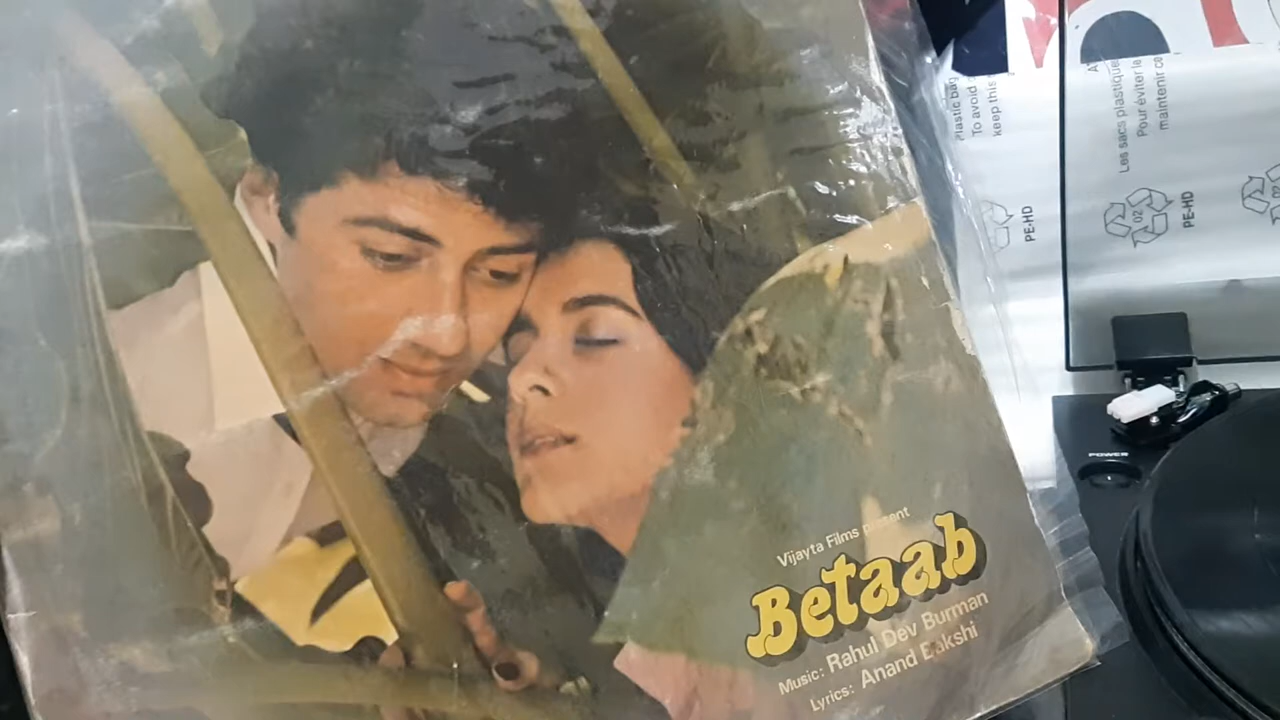 Vijayta Films present
Betaab
Music: Rahul Dev Burman
Lyrics: Anand Bakshi
Plastic bag
To avoid
keep this
PE-HD
Les sacs plastique
Pour éviter le
maintenir ce
02
PE-HD
02
POWER